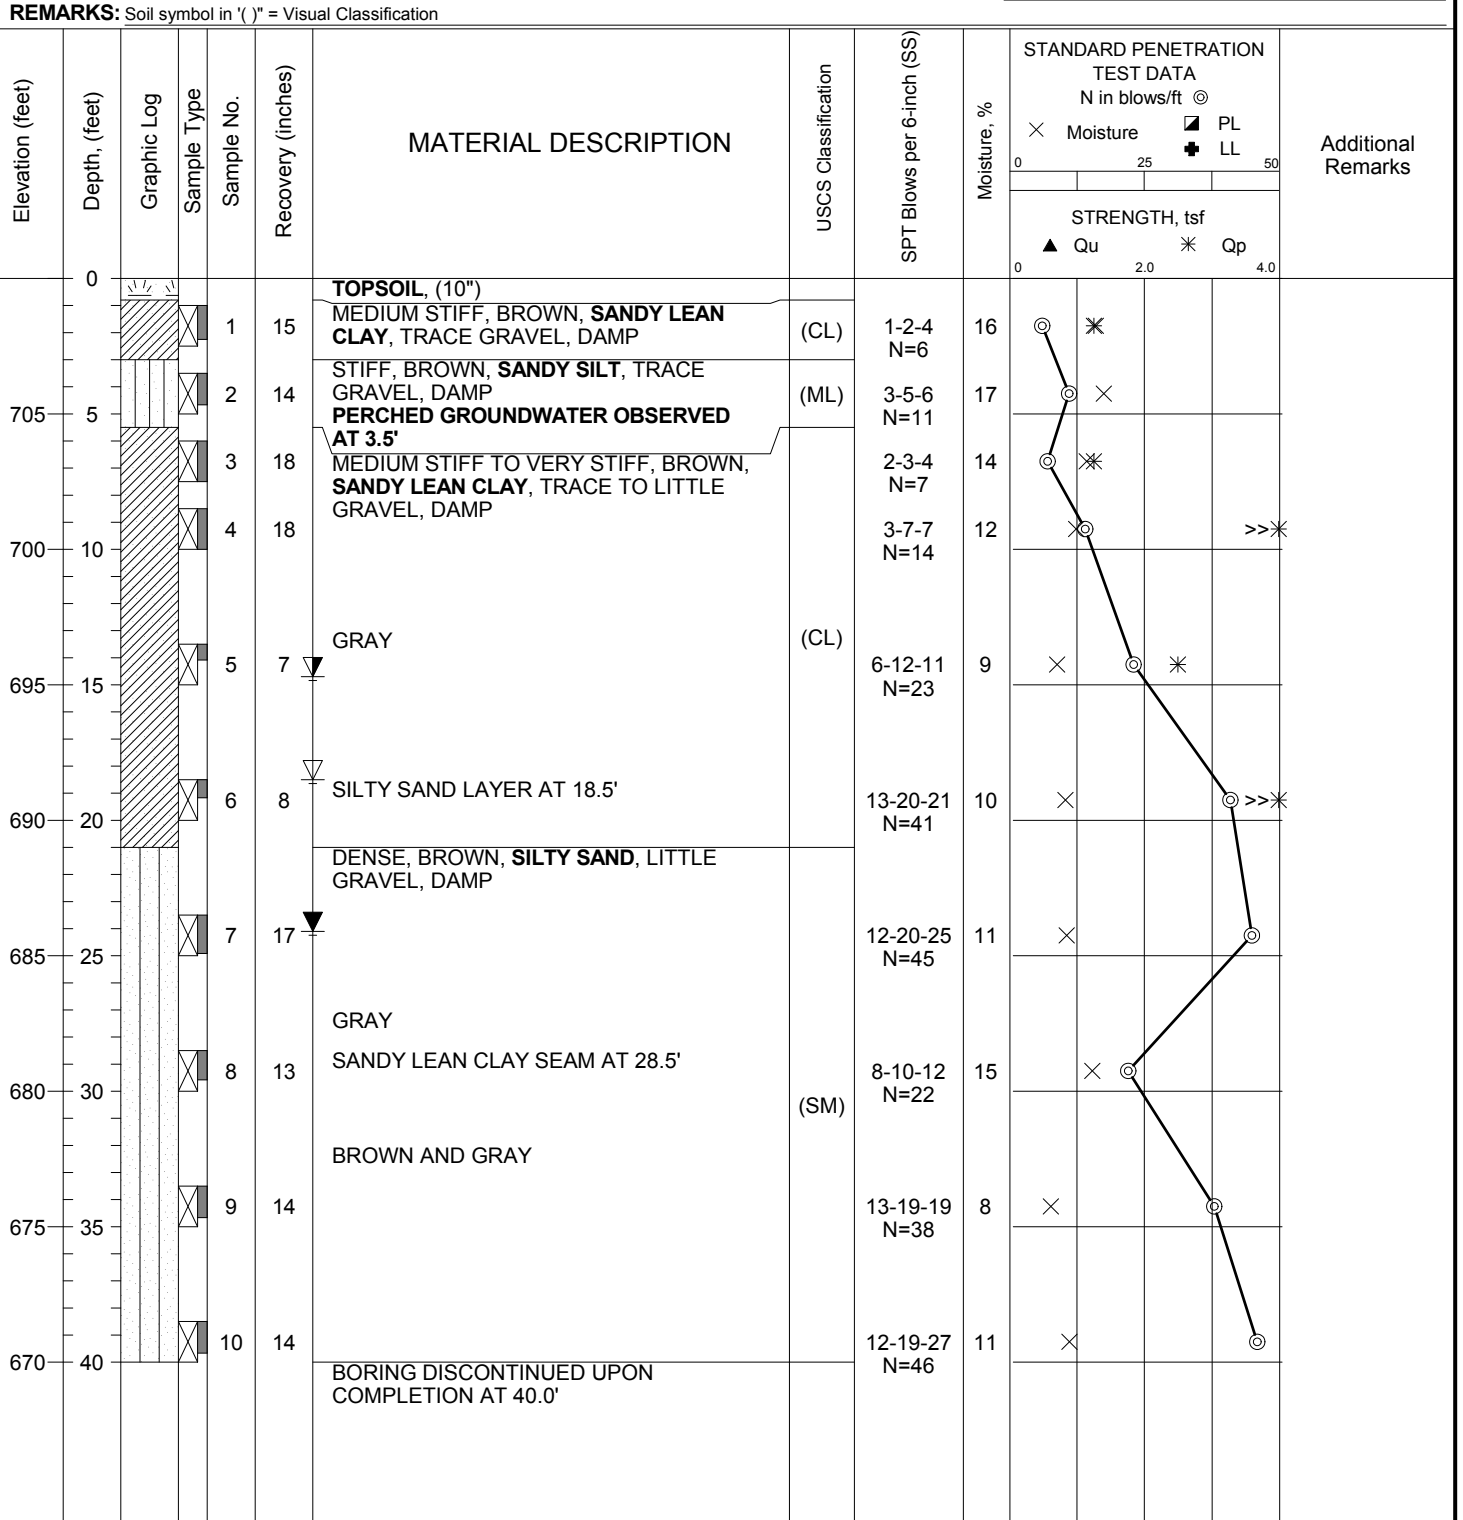 REMARKS: Soil symbol in '( )" = Visual Classification
Elevation (feet)
Depth, (feet)
Graphic Log
Sample Type
Sample No.
Recovery (inches)
MATERIAL DESCRIPTION
USCS Classification
SPT Blows per 6-inch (SS)
Moisture, %
STANDARD PENETRATION
TEST DATA
N in blows/ft
Moisture
PL
LL
0 25 50
STRENGTH, tsf
Qu Qp
0 2.0 4.0
Additional
Remarks
0
TOPSOIL, (10")
MEDIUM STIFF, BROWN, SANDY LEAN
CLAY, TRACE GRAVEL, DAMP
1 15 (CL) 1-2-4 16
N=6
STIFF, BROWN, SANDY SILT, TRACE
GRAVEL, DAMP
2 14 (ML) 3-5-6 17
N=11
705 5
PERCHED GROUNDWATER OBSERVED
AT 3.5'
MEDIUM STIFF TO VERY STIFF, BROWN,
SANDY LEAN CLAY, TRACE TO LITTLE
GRAVEL, DAMP
3 18 2-3-4 14
N=7
4 18 3-7-7 12 >>
N=14
700 10
GRAY
(CL)
5 7 6-12-11 9
N=23
695 15
SILTY SAND LAYER AT 18.5'
6 8 13-20-21 10 >>
N=41
690 20
DENSE, BROWN, SILTY SAND, LITTLE
GRAVEL, DAMP
7 17 12-20-25 11
N=45
685 25
GRAY
SANDY LEAN CLAY SEAM AT 28.5'
8 13 8-10-12 15
N=22
680 30
(SM)
BROWN AND GRAY
9 14 13-19-19 8
N=38
675 35
10 14 12-19-27 11
N=46
670 40
BORING DISCONTINUED UPON
COMPLETION AT 40.0'